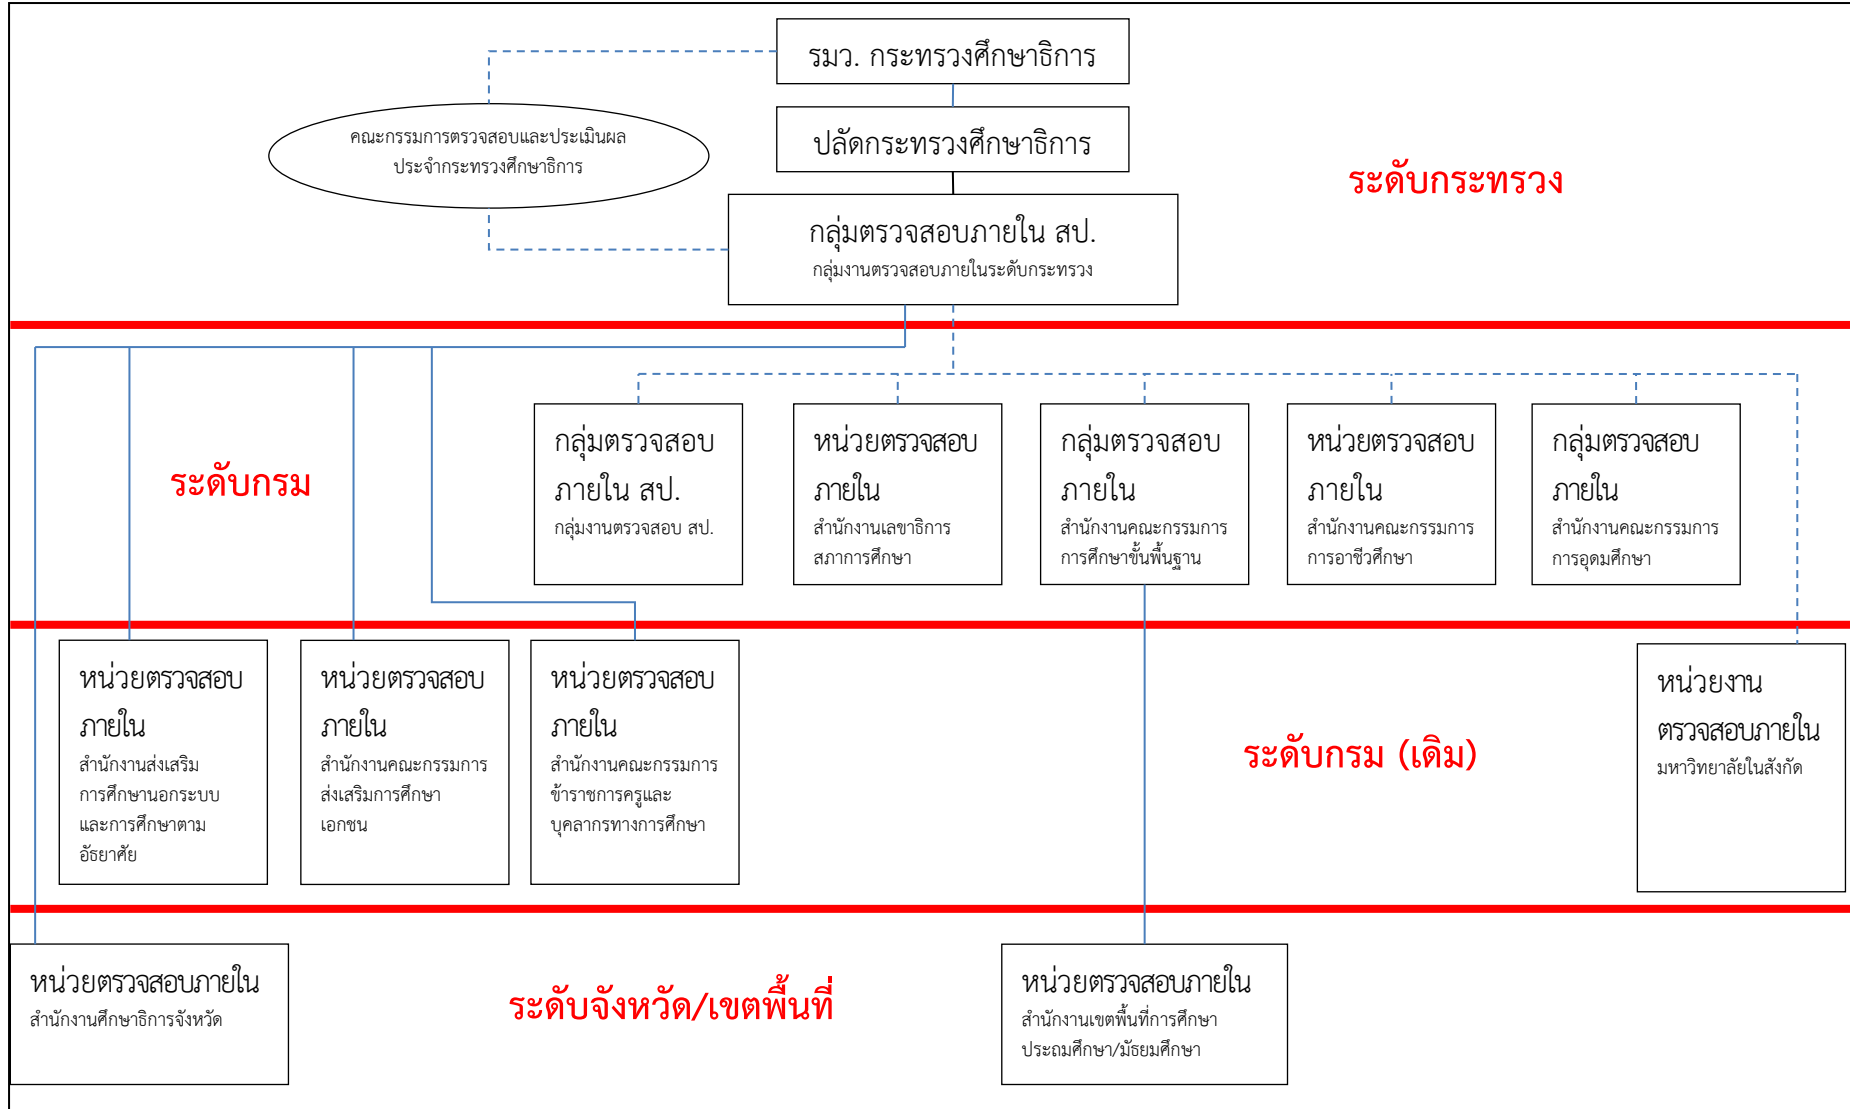 รมว. กระทรวงศึกษาธิการ
คณะกรรมการตรวจสอบและประเมินผล
ประจำกระทรวงศึกษาธิการ
ปลัดกระทรวงศึกษาธิการ
ระดับกระทรวง
กลุ่มตรวจสอบภายใน สป.
กลุ่มงานตรวจสอบภายในระดับกระทรวง
ระดับกรม
กลุ่มตรวจสอบ
ภายใน สป.
กลุ่มงานตรวจสอบ สป.
หน่วยตรวจสอบ
ภายใน
สำนักงานเลขาธิการ
สภาการศึกษา
กลุ่มตรวจสอบ
ภายใน
สำนักงานคณะกรรมการ
การศึกษาขั้นพื้นฐาน
หน่วยตรวจสอบ
ภายใน
สำนักงานคณะกรรมการ
การอาชีวศึกษา
กลุ่มตรวจสอบ
ภายใน
สำนักงานคณะกรรมการ
การอุดมศึกษา
หน่วยตรวจสอบ
ภายใน
สำนักงานส่งเสริม
การศึกษานอกระบบ
และการศึกษาตาม
อัธยาศัย
หน่วยตรวจสอบ
ภายใน
สำนักงานคณะกรรมการ
ส่งเสริมการศึกษา
เอกชน
หน่วยตรวจสอบ
ภายใน
สำนักงานคณะกรรมการ
ข้าราชการครูและ
บุคลากรทางการศึกษา
ระดับกรม (เดิม)
หน่วยงาน
ตรวจสอบภายใน
มหาวิทยาลัยในสังกัด
หน่วยตรวจสอบภายใน
สำนักงานศึกษาธิการจังหวัด
ระดับจังหวัด/เขตพื้นที่
หน่วยตรวจสอบภายใน
สำนักงานเขตพื้นที่การศึกษา
ประถมศึกษา/มัธยมศึกษา